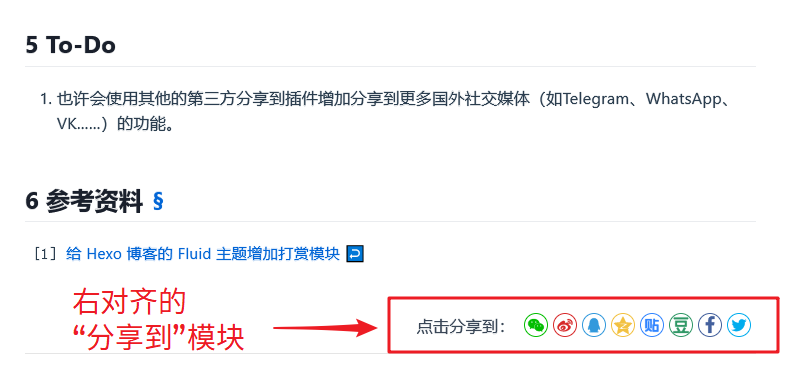 5 To-Do
1. 也许会使用其他的第三方分享到插件增加分享到更多国外社交媒体（如Telegram、WhatsApp、
VK……）的功能。
6 参考资料 §
［1］给 Hexo 博客的 Fluid 主题增加打赏模块 ↩
右对齐的
“分享到”模块
点击分享到： 贴 豆 f